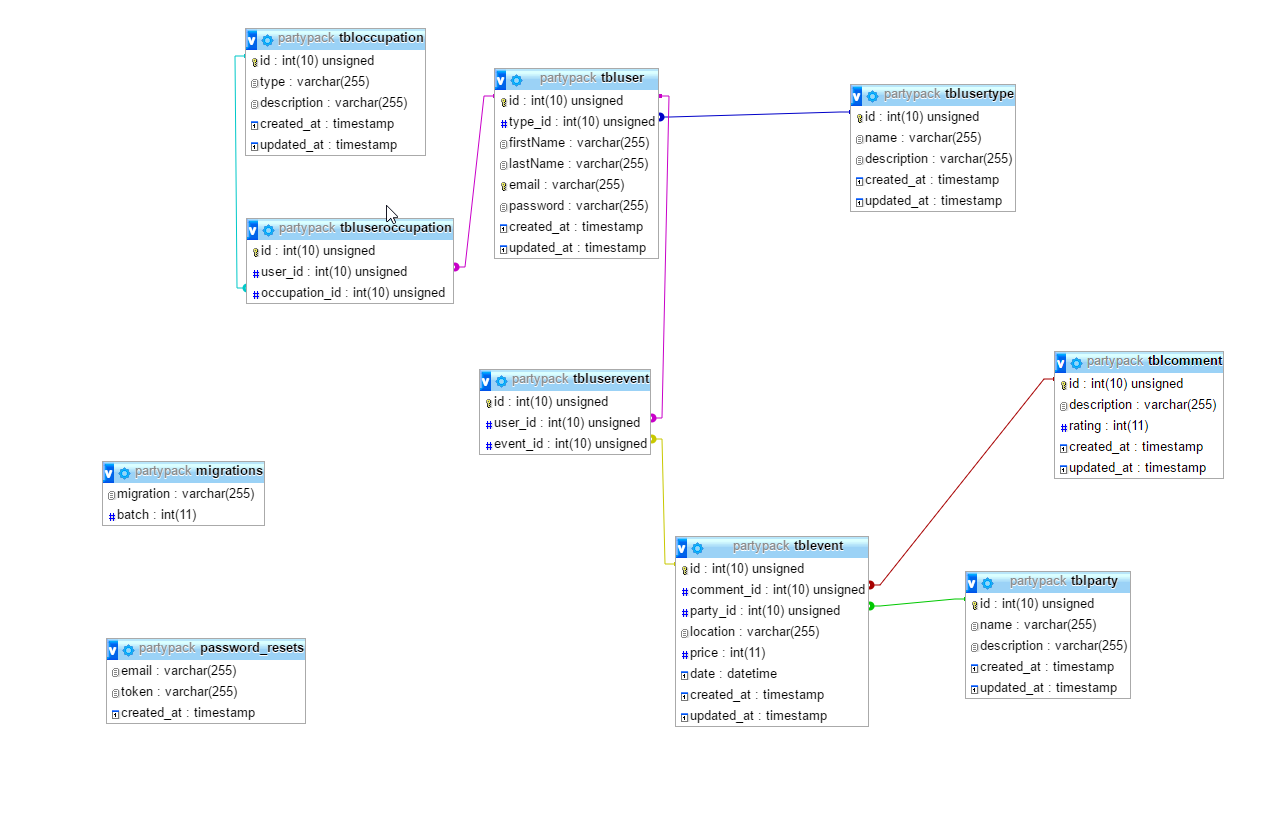 partypack tbloccupation
id : int(10) unsigned
type : varchar(255)
description : varchar(255)
created_at : timestamp
updated_at : timestamp
partypack tbluser
id : int(10) unsigned
type_id : int(10) unsigned
firstName : varchar(255)
lastName : varchar(255)
email : varchar(255)
password : varchar(255)
created_at : timestamp
updated_at : timestamp
partypack tblusertype
id : int(10) unsigned
name : varchar(255)
description : varchar(255)
created_at : timestamp
updated_at : timestamp
partypack tbluseroccupation
id : int(10) unsigned
user_id : int(10) unsigned
occupation_id : int(10) unsigned
partypack tbluserevent
id : int(10) unsigned
user_id : int(10) unsigned
event_id : int(10) unsigned
partypack tblcomment
id : int(10) unsigned
description : varchar(255)
rating : int(11)
created_at : timestamp
updated_at : timestamp
partypack migrations
migration : varchar(255)
batch : int(11)
partypack tblevent
id : int(10) unsigned
comment_id : int(10) unsigned
party_id : int(10) unsigned
location : varchar(255)
price : int(11)
date : datetime
created_at : timestamp
updated_at : timestamp
partypack tblparty
id : int(10) unsigned
name : varchar(255)
description : varchar(255)
created_at : timestamp
updated_at : timestamp
partypack password_resets
email : varchar(255)
token : varchar(255)
created_at : timestamp